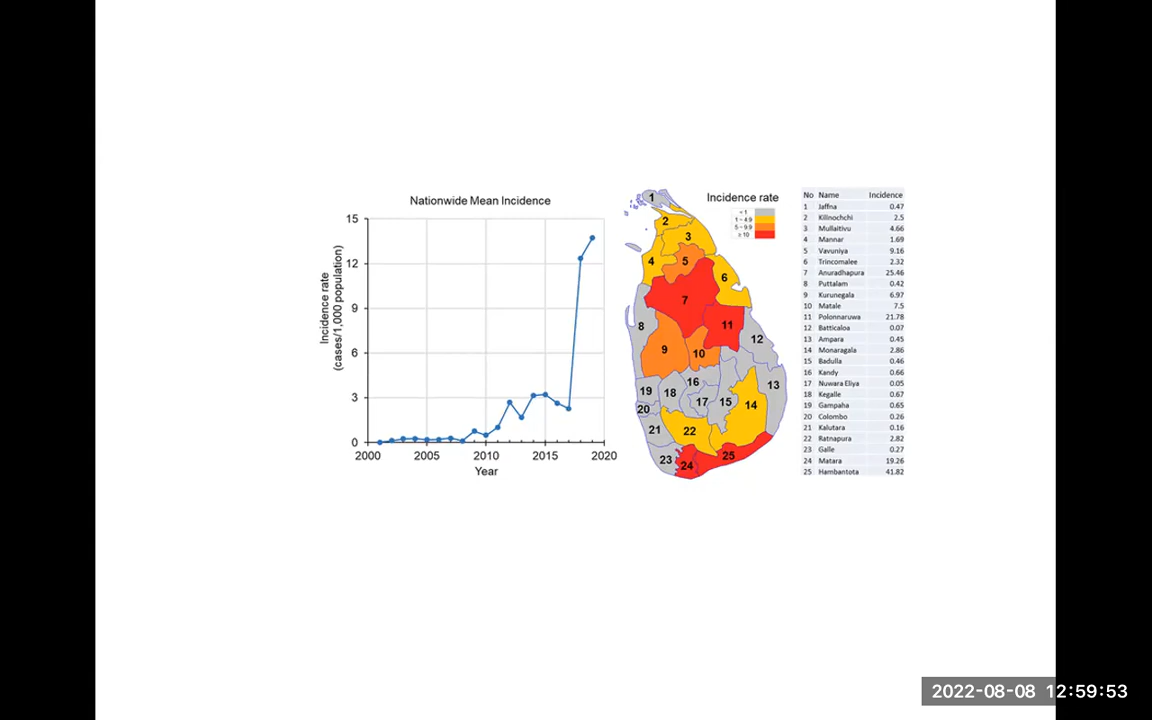 Nationwide Mean Incidence
15
12
9
6
3
0
2000 2005 2010 2015 2020
Year
Incidence rate
(cases/1,000 population)
Incidence rate
< 1
1 – 4.9
5 – 9.9
≥ 10
1
2
3
4
5
6
7
8
9
10
11
12
13
14
15
16
17
18
19
20
21
22
23
24
25
No Name Incidence
1 Jaffna 0.47
2 Kilinochchi 2.5
3 Mullaitivu 4.66
4 Mannar 1.69
5 Vavuniya 9.16
6 Trincomalee 2.32
7 Anuradhapura 25.46
8 Puttalam 0.42
9 Kurunegala 6.97
10 Matale 7.5
11 Polonnaruwa 21.78
12 Batticaloa 0.07
13 Ampara 0.45
14 Monaragala 2.86
15 Badulla 0.46
16 Kandy 0.66
17 Nuwara Eliya 0.05
18 Kegalle 0.67
19 Gampaha 0.65
20 Colombo 0.26
21 Kalutara 0.16
22 Ratnapura 2.82
23 Galle 0.27
24 Matara 19.26
25 Hambantota 41.82
2022-08-08 12:59:53